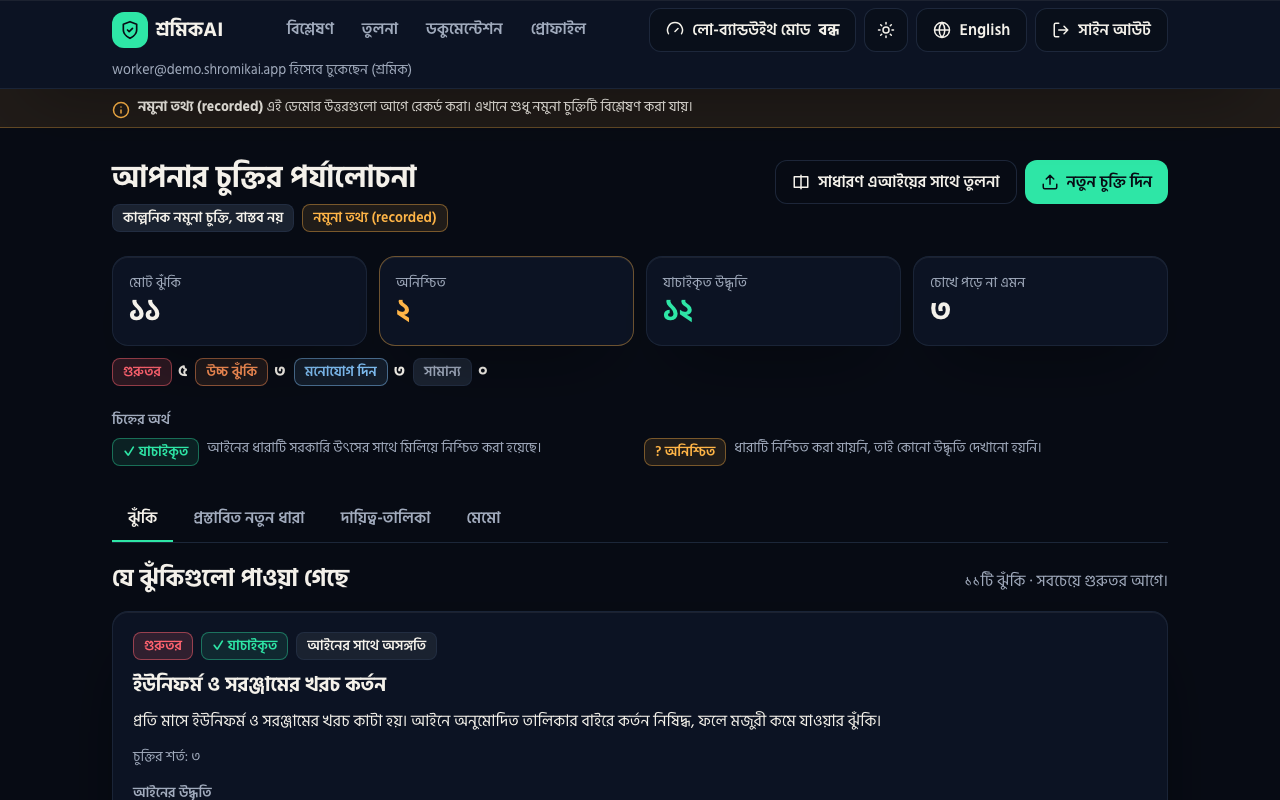 শ্রমিকAI
বিশ্লেষণ তুলনা ডকুমেন্টেশন প্রোফাইল
লো-ব্যান্ডউইথ মোড বন্ধ
English
সাইন আউট
worker@demo.shromikai.app হিসেবে ঢুকেছেন (শ্রমিক)
নমুনা তথ্য (recorded) এই ডেমোর উত্তরগুলো আগে রেকর্ড করা। এখানে শুধু নমুনা চুক্তিটি বিশ্লেষণ করা যায়।
আপনার চুক্তির পর্যালোচনা
সাধারণ এআইয়ের সাথে তুলনা
নতুন চুক্তি দিন
কাল্পনিক নমুনা চুক্তি, বাস্তব নয়
নমুনা তথ্য (recorded)
মোট ঝুঁকি
১১
অনিশ্চিত
২
যাচাইকৃত উদ্ধৃতি
১২
চোখে পড়ে না এমন
৩
গুরুতর ৫ উচ্চ ঝুঁকি ৩ মনোযোগ দিন ৩ সামান্য ০
চিহ্নের অর্থ
✓ যাচাইকৃত আইনের ধারাটি সরকারি উৎসের সাথে মিলিয়ে নিশ্চিত করা হয়েছে।
? অনিশ্চিত ধারাটি নিশ্চিত করা যায়নি, তাই কোনো উদ্ধৃতি দেখানো হয়নি।
ঝুঁকি প্রস্তাবিত নতুন ধারা দায়িত্ব-তালিকা মেমো
যে ঝুঁকিগুলো পাওয়া গেছে
১১টি ঝুঁকি · সবচেয়ে গুরুতর আগে।
গুরুতর ✓ যাচাইকৃত আইনের সাথে অসঙ্গতি
ইউনিফর্ম ও সরঞ্জামের খরচ কর্তন
প্রতি মাসে ইউনিফর্ম ও সরঞ্জামের খরচ কাটা হয়। আইনে অনুমোদিত তালিকার বাইরে কর্তন নিষিদ্ধ, ফলে মজুরী কমে যাওয়ার ঝুঁকি।
চুক্তির শর্ত: ৩
আইনের উদ্ধৃতি